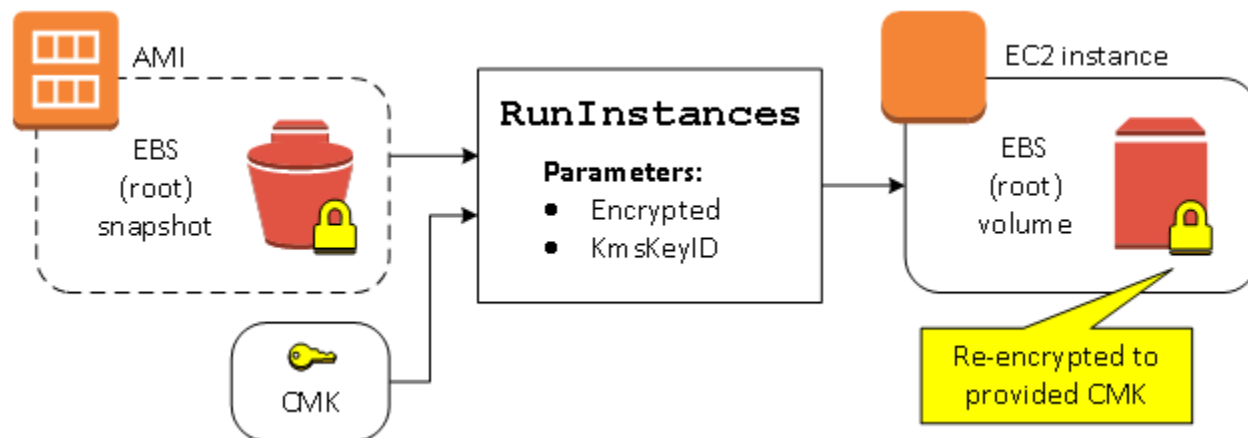 AMI
EBS
(root)
snapshot
CMK
RunInstances
Parameters:
● Encrypted
● KmsKeyID
EC2 instance
EBS
(root)
volume
Re-encrypted to
provided CMK